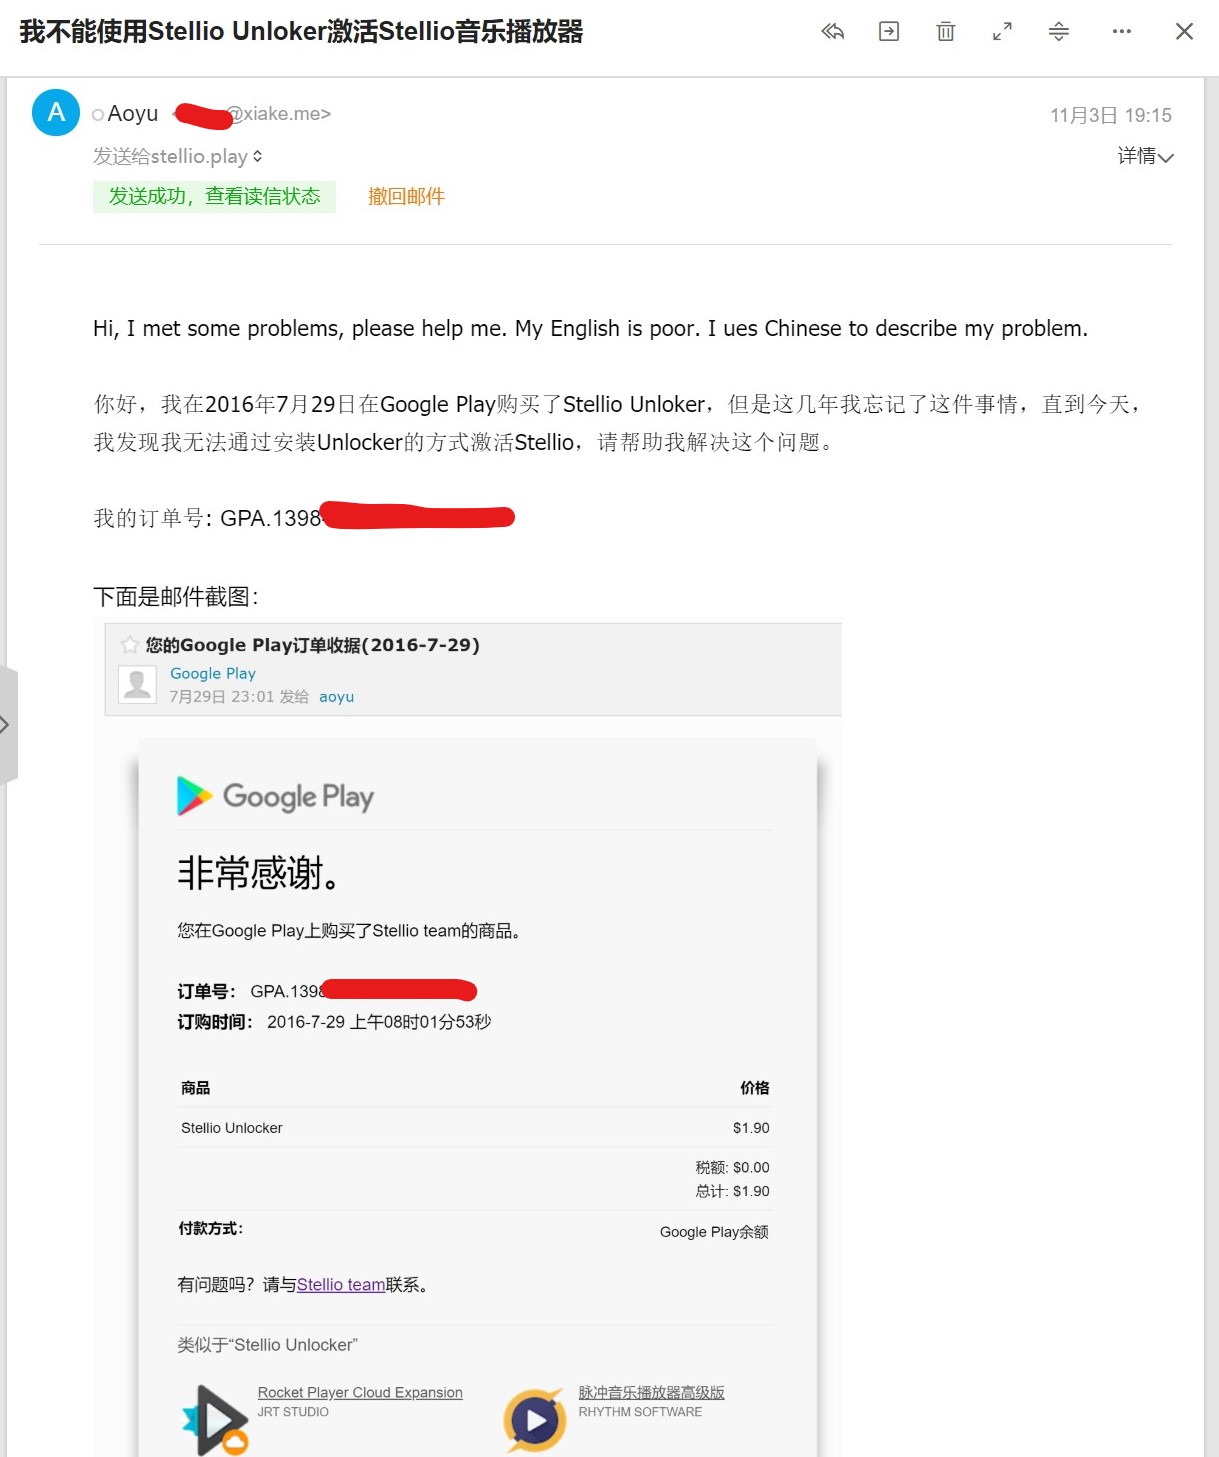 我不能使用Stellio Unloker激活Stellio音乐播放器
A
Aoyu
@xiake.me>
11月3日 19:15
发送给stellio.play
详情
发送成功，查看读信状态
撤回邮件
Hi, I met some problems, please help me. My English is poor. I ues Chinese to describe my problem.
你好，我在2016年7月29日在Google Play购买了Stellio Unloker，但是这几年我忘记了这件事情，直到今天，
我发现我无法通过安装Unlocker的方式激活Stellio，请帮助我解决这个问题。
我的订单号: GPA.1398
下面是邮件截图：
您的Google Play订单收据(2016-7-29)
Google Play
7月29日 23:01 发给 aoyu
Google Play
非常感谢。
您在Google Play上购买了Stellio team的商品。
订单号： GPA.1398
订购时间： 2016-7-29 上午08时01分53秒
商品 价格
Stellio Unlocker $1.90
税额: $0.00
总计: $1.90
付款方式： Google Play余额
有问题吗？请与Stellio team联系。
类似于“Stellio Unlocker”
Rocket Player Cloud Expansion
JRT STUDIO
脉冲音乐播放器高级版
RHYTHM SOFTWARE